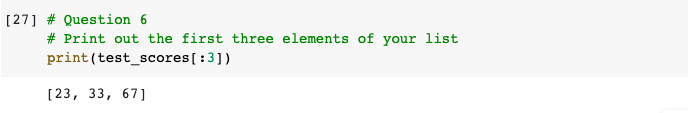 [27] # Question 6
# Print out the first three elements of your list
print(test_scores[:3])
[23, 33, 67]